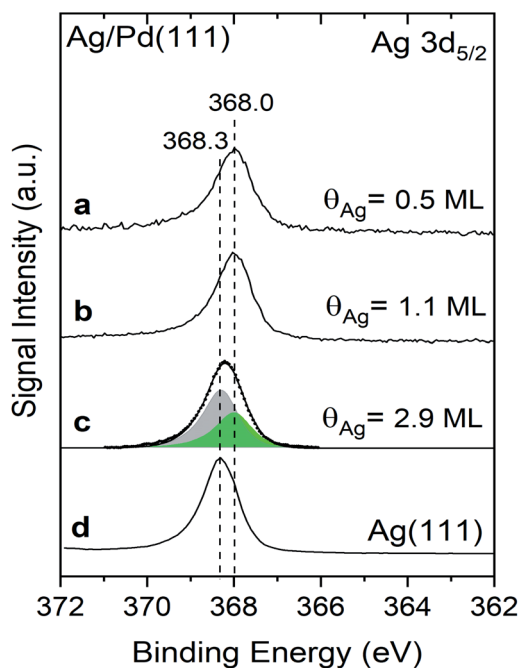 Ag/Pd(111)
Ag 3d5/2
368.0
368.3
a
θAg= 0.5 ML
b
θAg= 1.1 ML
c
θAg= 2.9 ML
d
Ag(111)
Signal Intensity (a.u.)
372 370 368 366 364 362
Binding Energy (eV)